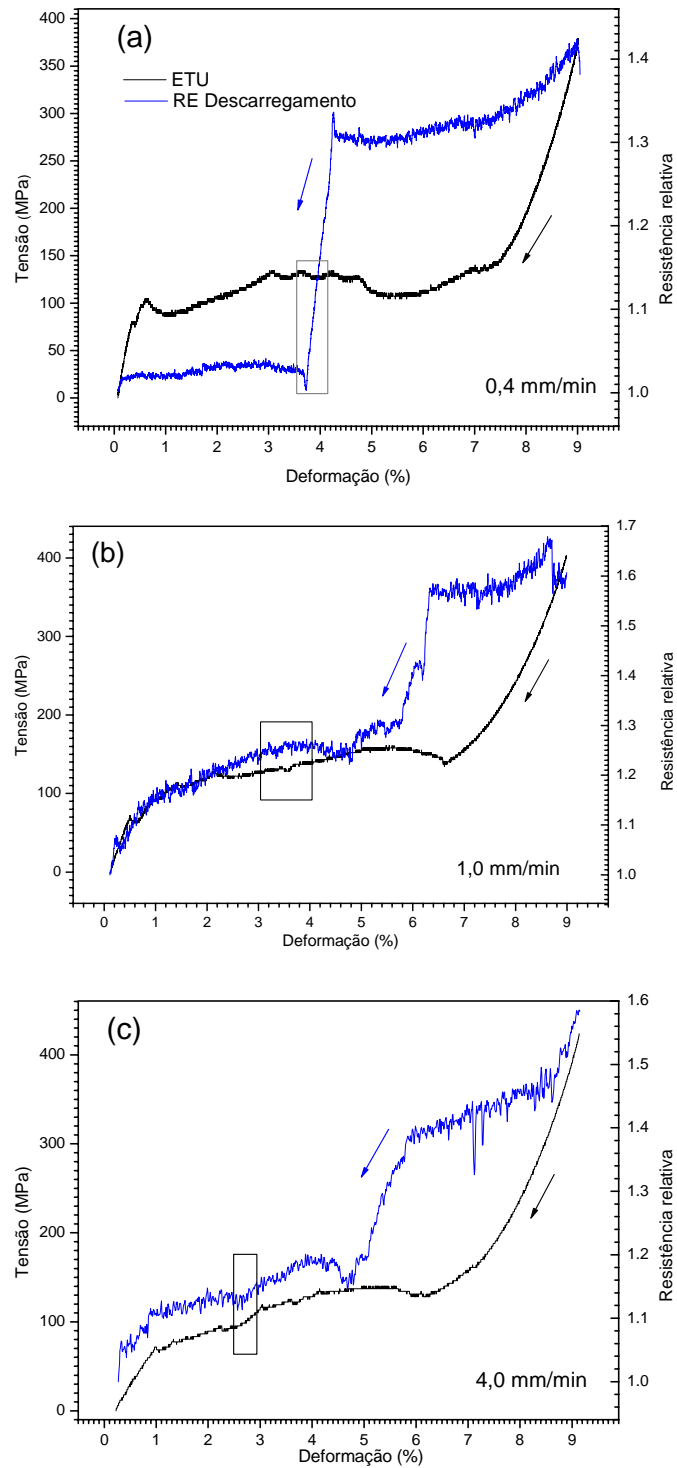 (a)
ETU
RE Descarregamento
400
350
300
250
200
150
100
50
0
Tensão (MPa)
1.4
1.3
1.2
1.1
1.0
Resistência relativa
0,4 mm/min
0 1 2 3 4 5 6 7 8 9
Deformação (%)
(b)
400
300
200
100
0
Tensão (MPa)
1.7
1.6
1.5
1.4
1.3
1.2
1.1
1.0
Resistência relativa
1,0 mm/min
0 1 2 3 4 5 6 7 8 9
Deformação (%)
(c)
400
300
200
100
0
Tensão (MPa)
1.6
1.5
1.4
1.3
1.2
1.1
1.0
Resistência relativa
4,0 mm/min
0 1 2 3 4 5 6 7 8 9
Deformação (%)